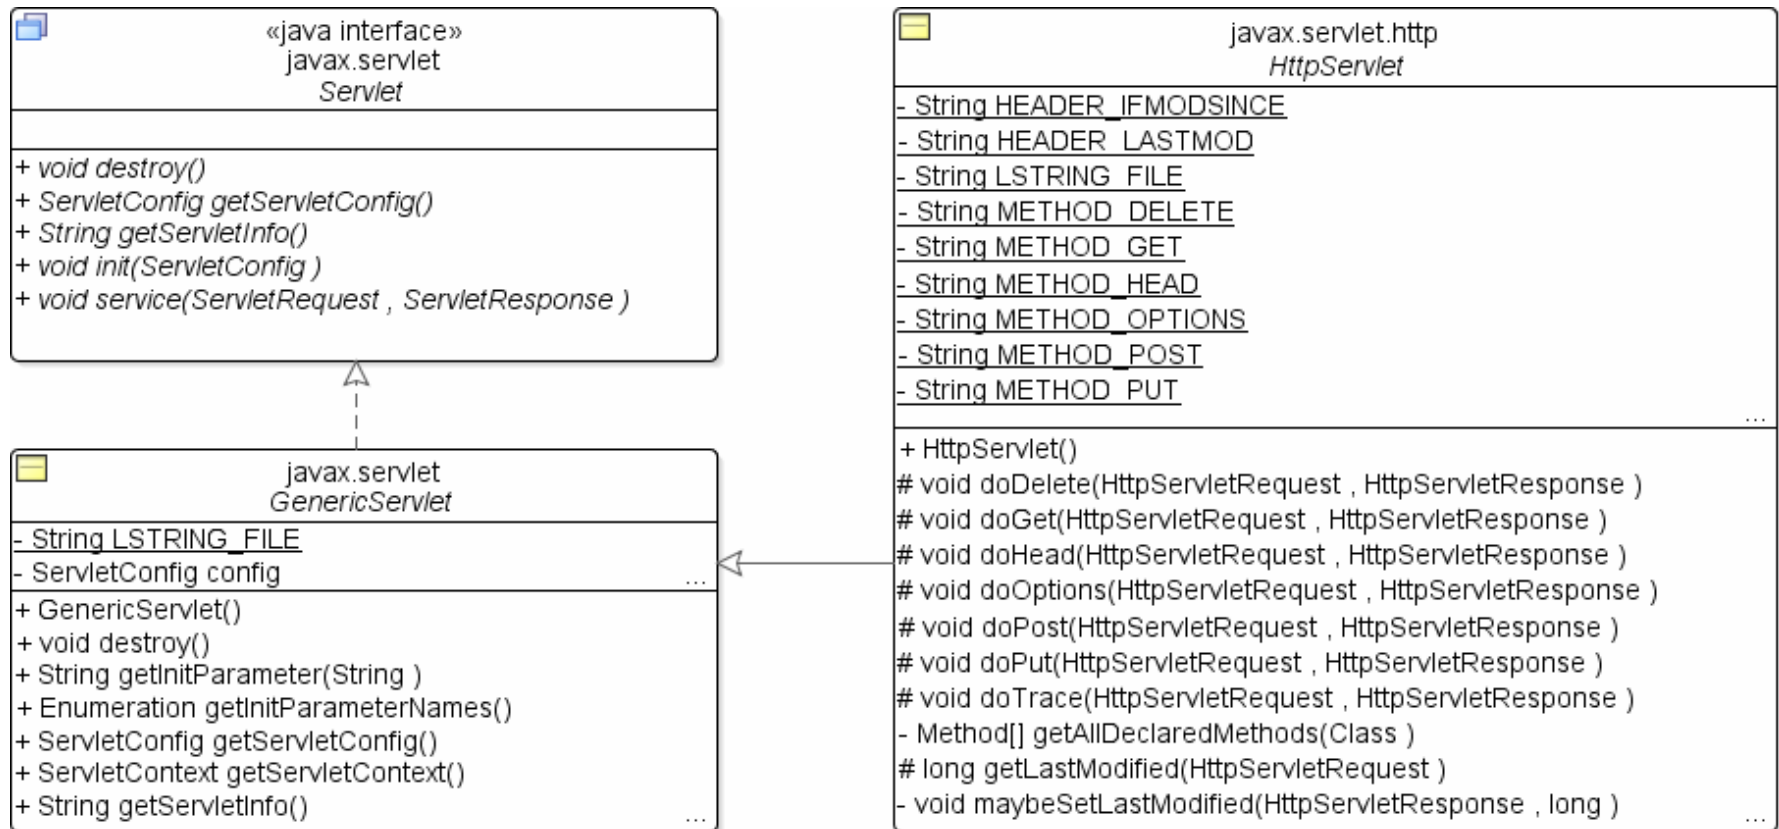 «java interface»
javax.servlet
Servlet
+ void destroy()
+ ServletConfig getServletConfig()
+ String getServletInfo()
+ void init(ServletConfig )
+ void service(ServletRequest , ServletResponse )
javax.servlet
GenericServlet
- String LSTRING_FILE
- ServletConfig config
...
+ GenericServlet()
+ void destroy()
+ String getInitParameter(String )
+ Enumeration getInitParameterNames()
+ ServletConfig getServletConfig()
+ ServletContext getServletContext()
+ String getServletInfo()
...
javax.servlet.http
HttpServlet
- String HEADER_IFMODSINCE
- String HEADER_LASTMOD
- String LSTRING_FILE
- String METHOD_DELETE
- String METHOD_GET
- String METHOD_HEAD
- String METHOD_OPTIONS
- String METHOD_POST
- String METHOD_PUT
...
+ HttpServlet()
# void doDelete(HttpServletRequest , HttpServletResponse )
# void doGet(HttpServletRequest , HttpServletResponse )
# void doHead(HttpServletRequest , HttpServletResponse )
# void doOptions(HttpServletRequest , HttpServletResponse )
# void doPost(HttpServletRequest , HttpServletResponse )
# void doPut(HttpServletRequest , HttpServletResponse )
# void doTrace(HttpServletRequest , HttpServletResponse )
- Method[] getAllDeclaredMethods(Class )
# long getLastModified(HttpServletRequest )
- void maybeSetLastModified(HttpServletResponse , long )
...